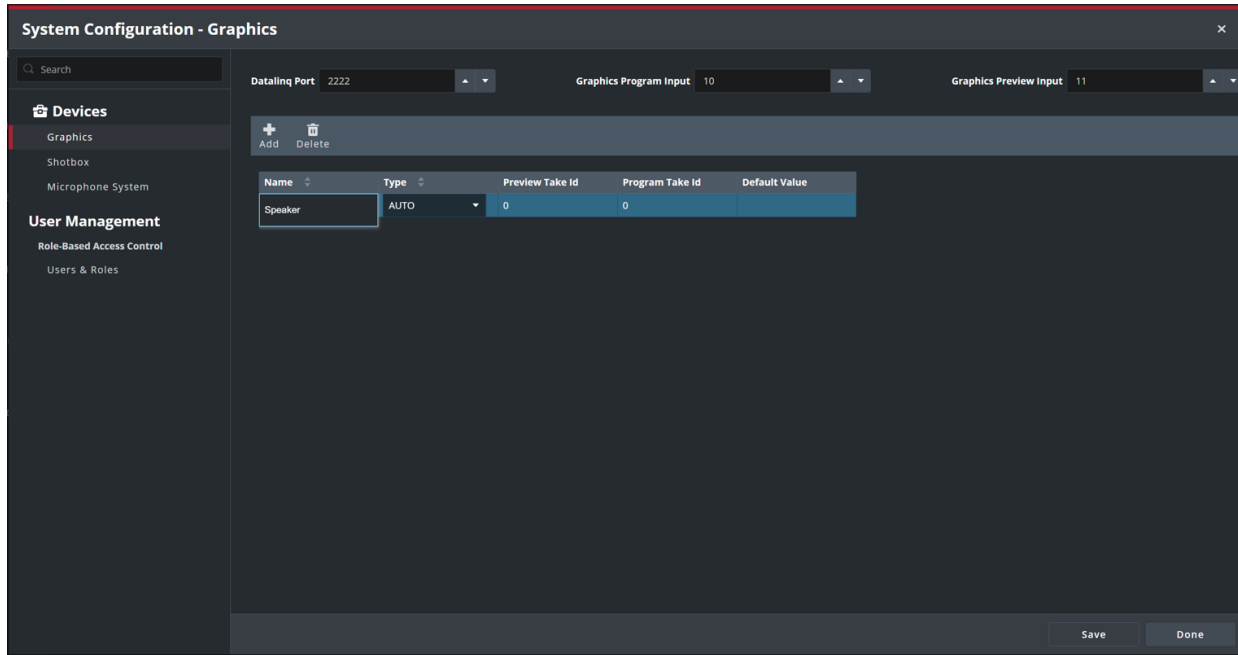 System Configuration - Graphics
×
Search
Devices
Graphics
Shotbox
Microphone System
User Management
Role-Based Access Control
Users & Roles
Datalinq Port 2222
Graphics Program Input 10
Graphics Preview Input 11
Add Delete
Name Type Preview Take Id Program Take Id Default Value
Speaker AUTO 0 0
Save Done